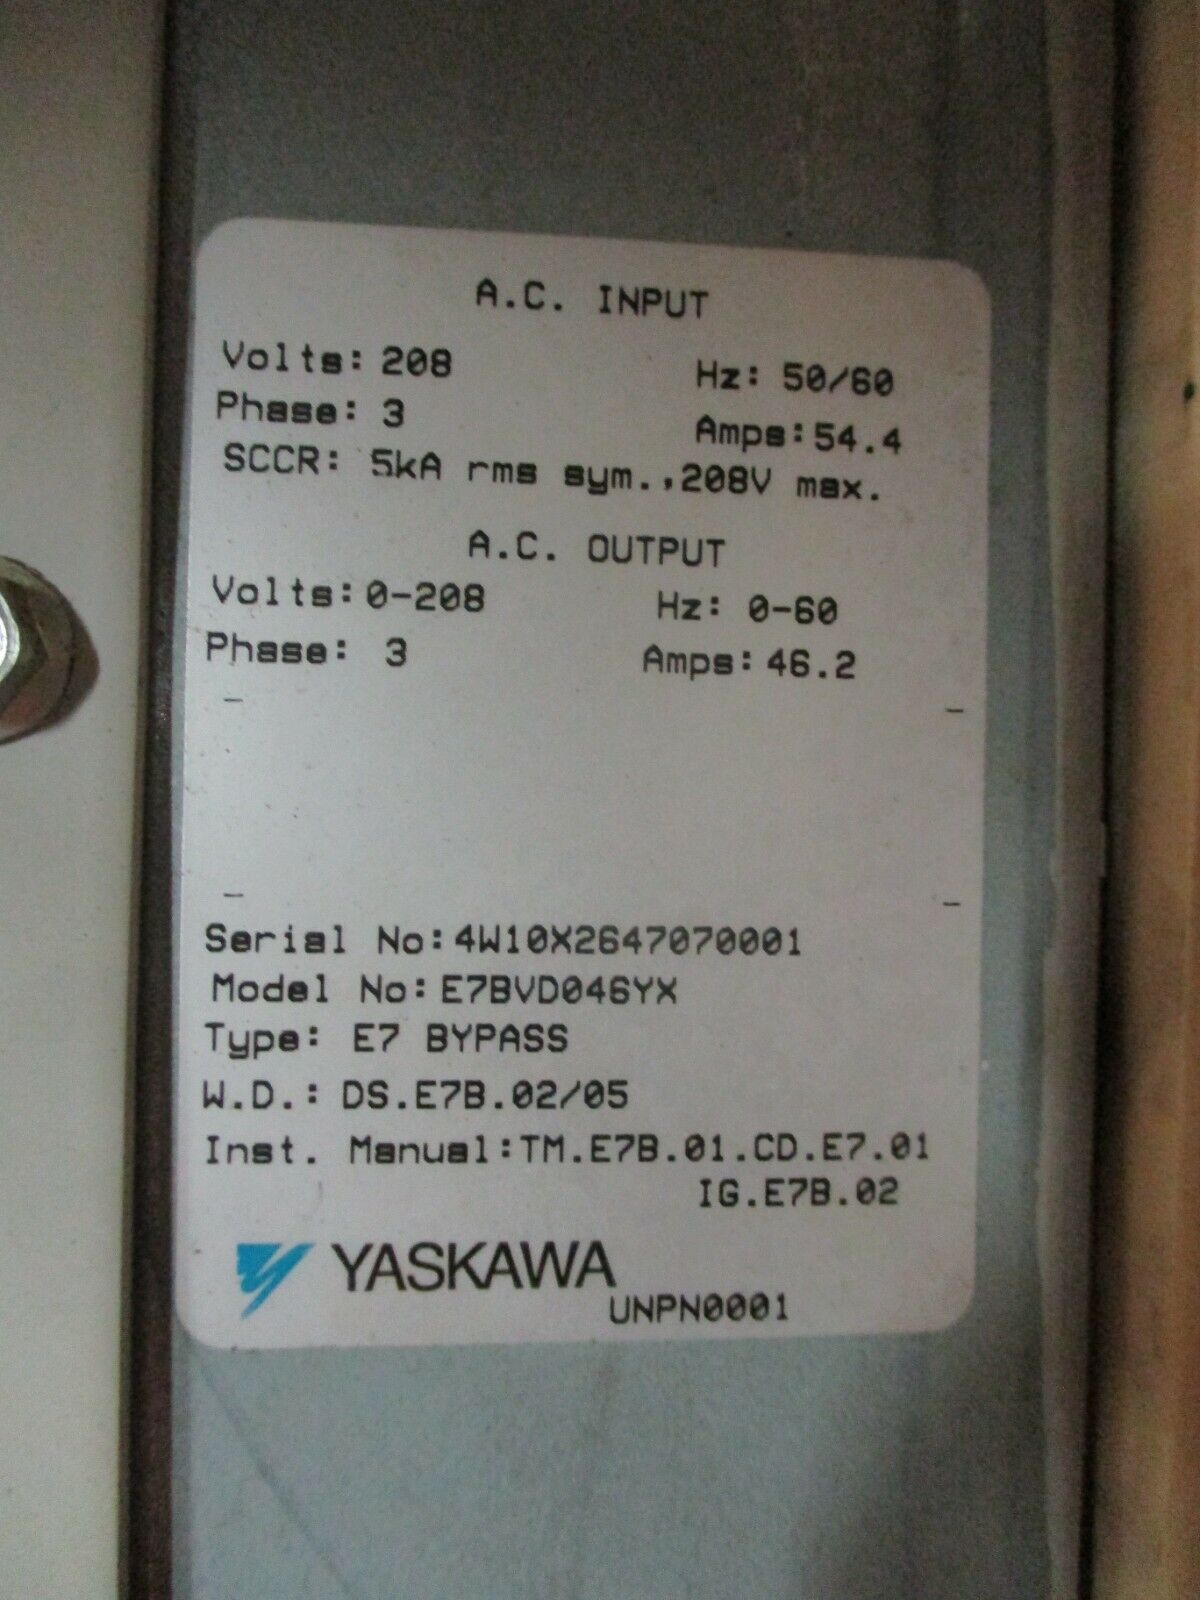 A.C. INPUT
Volts: 208 Hz: 50/60
Phase: 3 Amps: 54.4
SCCR: 5kA rms sym.,208V max.
A.C. OUTPUT
Volts: 0-208 Hz: 0-60
Phase: 3 Amps: 46.2
- -
- -
Serial No: 4W10X2647070001
Model No: E7BVD046YX
Type: E7 BYPASS
W.D.: DS.E7B.02/05
Inst. Manual: TM.E7B.01.CD.E7.01
IG.E7B.02
YASKAWA
UNPN0001